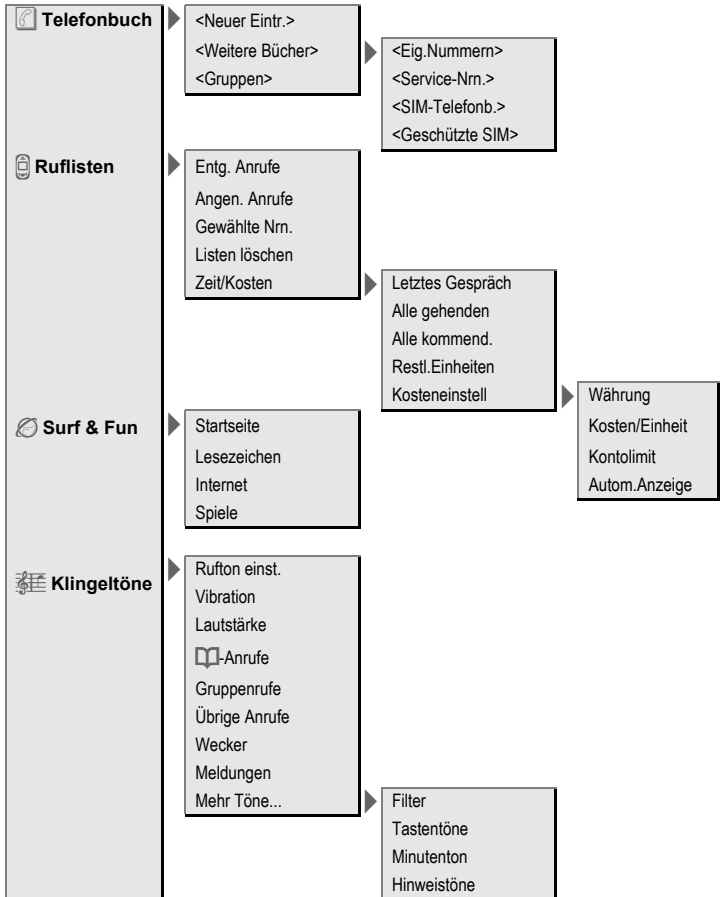 Telefonbuch
<Neuer Eintr.>
<Weitere Bücher>
<Gruppen>
<Eig.Nummern>
<Service-Nrn.>
<SIM-Telefonb.>
<Geschützte SIM>
Ruflisten
Entg. Anrufe
Angen. Anrufe
Gewählte Nrn.
Listen löschen
Zeit/Kosten
Letztes Gespräch
Alle gehenden
Alle kommend.
Restl.Einheiten
Kosteneinstell
Währung
Kosten/Einheit
Kontolimit
Autom.Anzeige
Surf & Fun
Startseite
Lesezeichen
Internet
Spiele
Klingeltöne
Rufton einst.
Vibration
Lautstärke
-Anrufe
Gruppenrufe
Übrige Anrufe
Wecker
Meldungen
Mehr Töne...
Filter
Tastentöne
Minutenton
Hinweistöne